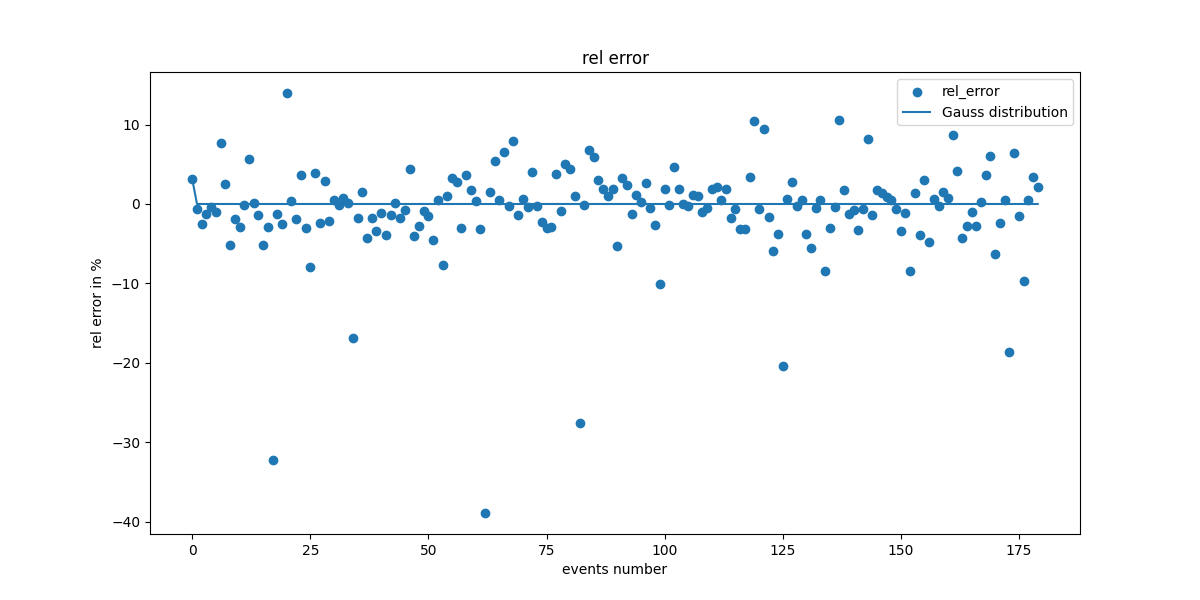 rel error
rel_error
Gauss distribution
10
0
−10
−20
−30
−40
rel error in %
0 25 50 75 100 125 150 175
events number